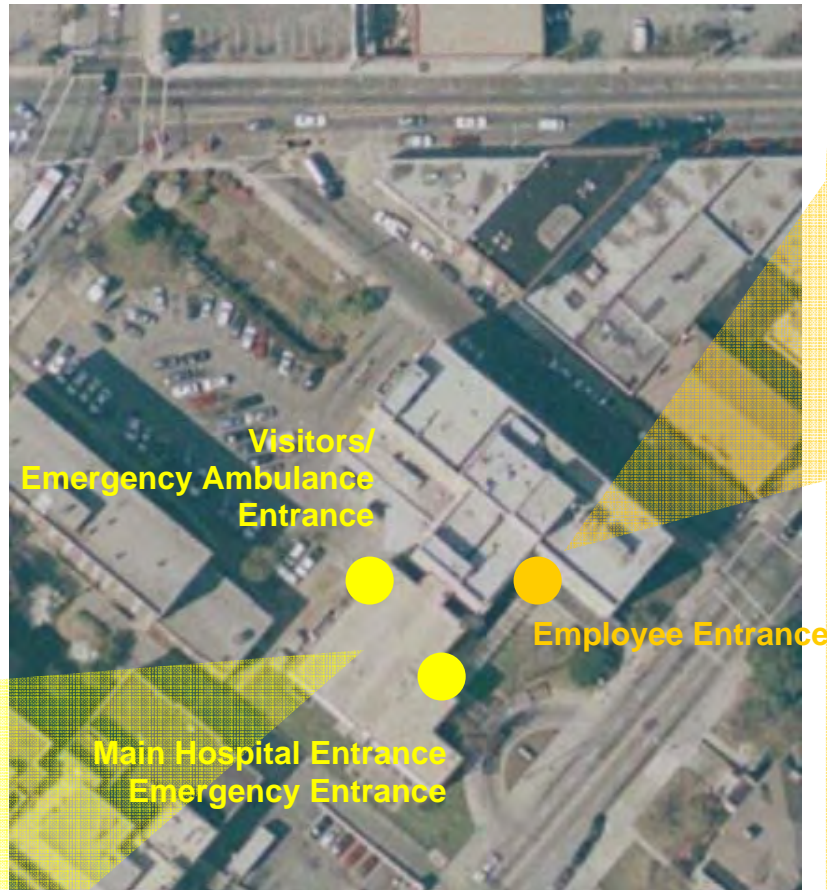 Visitors/
Emergency Ambulance
Entrance
Employee Entrance
Main Hospital Entrance
Emergency Entrance